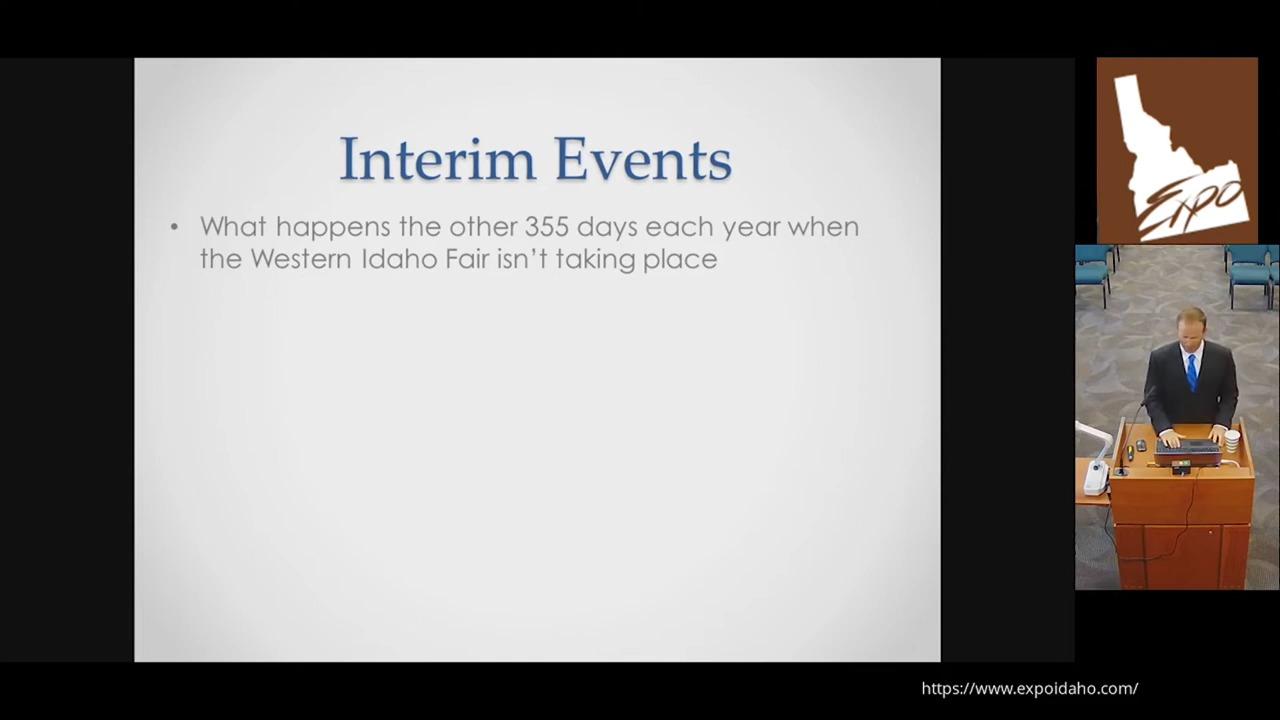 Interim Events
• What happens the other 355 days each year when
the Western Idaho Fair isn't taking place
Expo
https://www.expoidaho.com/